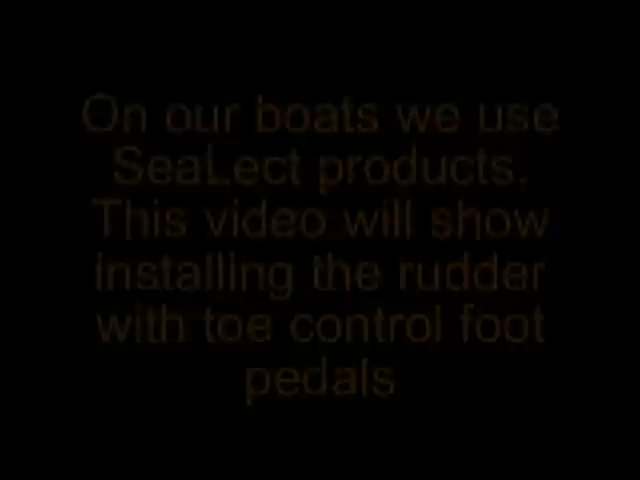 On our boats we use
SeaLect products.
This video will show
installing the rudder
with toe control foot
pedals